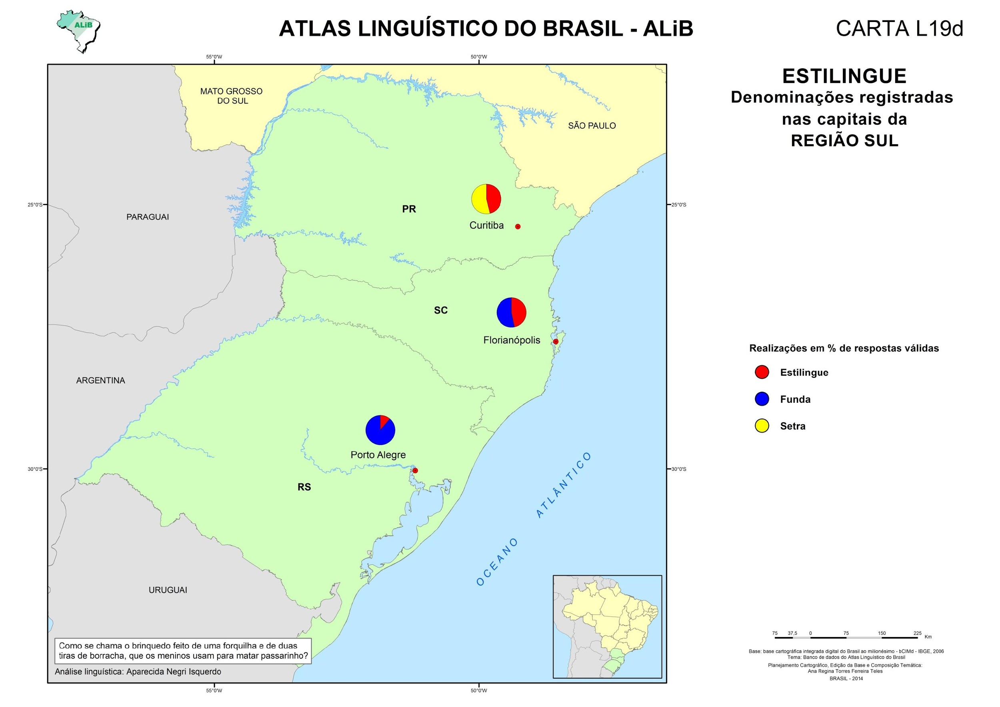 ALiB
ATLAS LINGUÍSTICO DO BRASIL - ALiB
CARTA L19d
ESTILINGUE
Denominações registradas
nas capitais da
REGIÃO SUL
55°0'W
50°0'W
MATO GROSSO
DO SUL
SÃO PAULO
25°0'S
25°0'S
PARAGUAI
PR
Curitiba
SC
Florianópolis
ARGENTINA
Porto Alegre
30°0'S
30°0'S
RS
OCEANO ATLÂNTICO
URUGUAI
Realizações em % de respostas válidas
Estilingue
Funda
Setra
Como se chama o brinquedo feito de uma forquilha e de duas
tiras de borracha, que os meninos usam para matar passarinho?
Análise linguística: Aparecida Negri Isquerdo
55°0'W
50°0'W
75 37,5 0 75 150 225
Km
Base: base cartográfica integrada digital do Brasil ao milionésimo - bCIMd - IBGE, 2006
Tema: Banco de dados do Atlas Linguístico do Brasil
Planejamento Cartográfico, Edição da Base e Composição Temática:
Ana Regina Torres Ferreira Teles
BRASIL - 2014